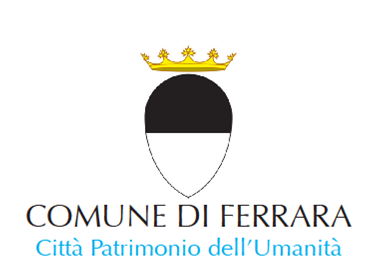 COMUNE DI FERRARA
Città Patrimonio dell'Umanità